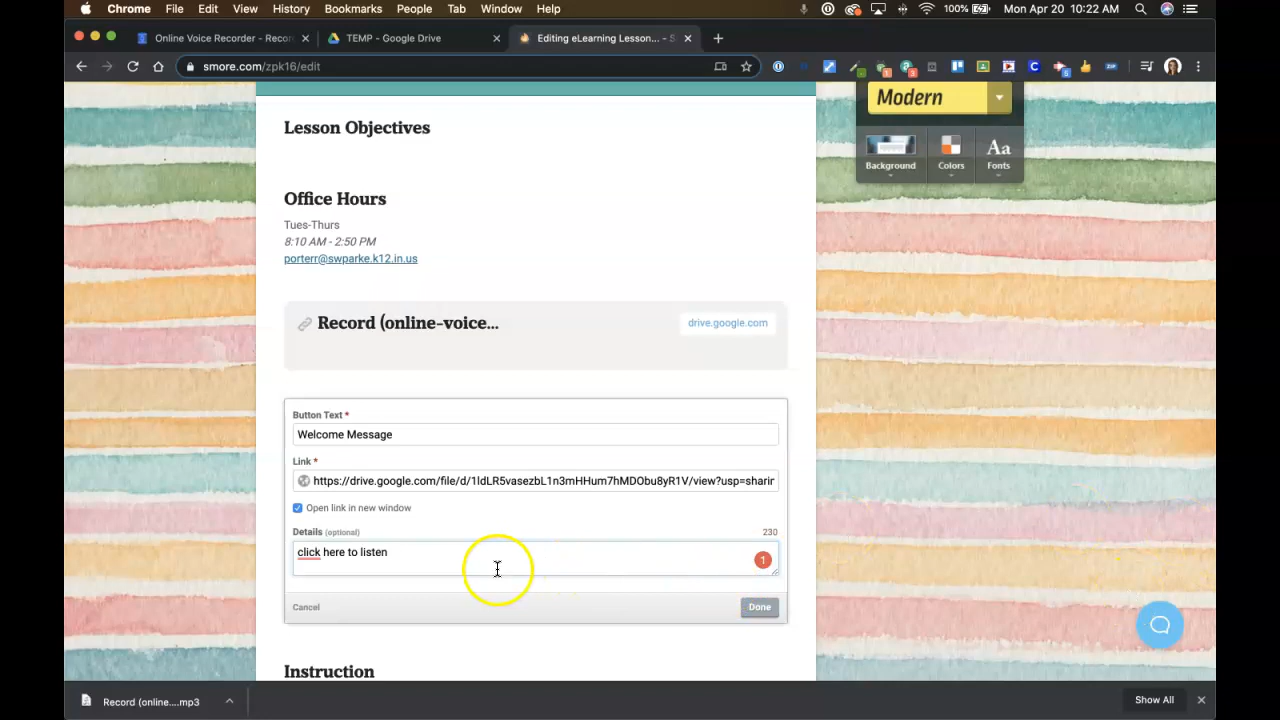 Chrome File Edit View History Bookmarks People Tab Window Help 100% Mon Apr 20 10:22 AM
Online Voice Recorder - Recor
TEMP - Google Drive
Editing eLearning Lesson... - S
smore.com/zpk16/edit
Modern
Background
Colors
Aa
Fonts
Lesson Objectives
Office Hours
Tues-Thurs
8:10 AM - 2:50 PM
porterr@swparke.k12.in.us
Record (online-voice...
drive.google.com
Button Text *
Welcome Message
Link *
https://drive.google.com/file/d/1ldLR5vasezbL1n3mHHum7hMDObu8yR1V/view?usp=sharin
Open link in new window
Details (optional)
230
click here to listen
1
Cancel
Done
Instruction
Record (online....mp3
Show All